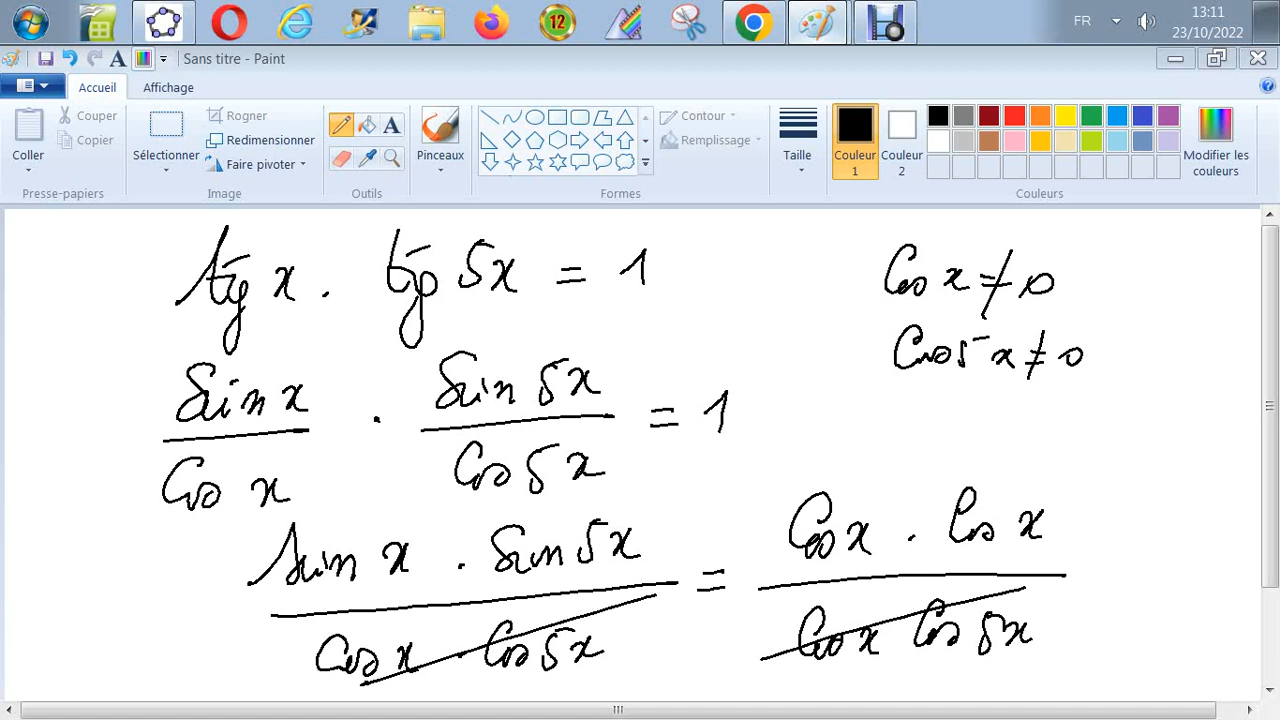 12
FR
13:11
23/10/2022
Sans titre - Paint
Accueil
Affichage
Coller
Couper
Copier
Presse-papiers
Sélectionner
Rogner
Redimensionner
Faire pivoter
Image
A
Outils
Pinceaux
Contour
Remplissage
Formes
Taille
Couleur 1
Couleur 2
Modifier les couleurs
Couleurs
tg x . tg 5x = 1
Cos x ≠ 0
Cos 5x ≠ 0
Sin x / Cos x . Sin 5x / Cos 5x = 1
sin x . Sin 5x / Cos x . Cos 5x = Cos x . Cos x / Cos x Cos 5x